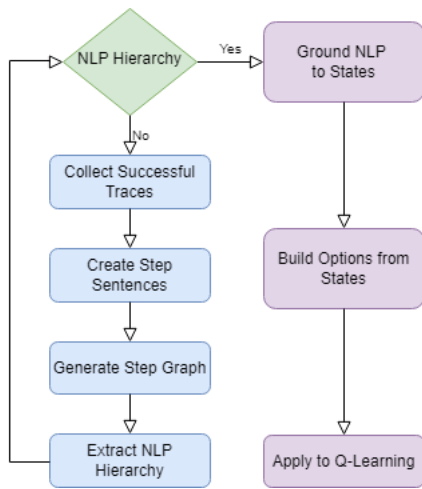 NLP Hierarchy
Yes
Ground NLP
to States
No
Collect Successful
Traces
Create Step
Sentences
Build Options from
States
Generate Step Graph
Extract NLP
Hierarchy
Apply to Q-Learning